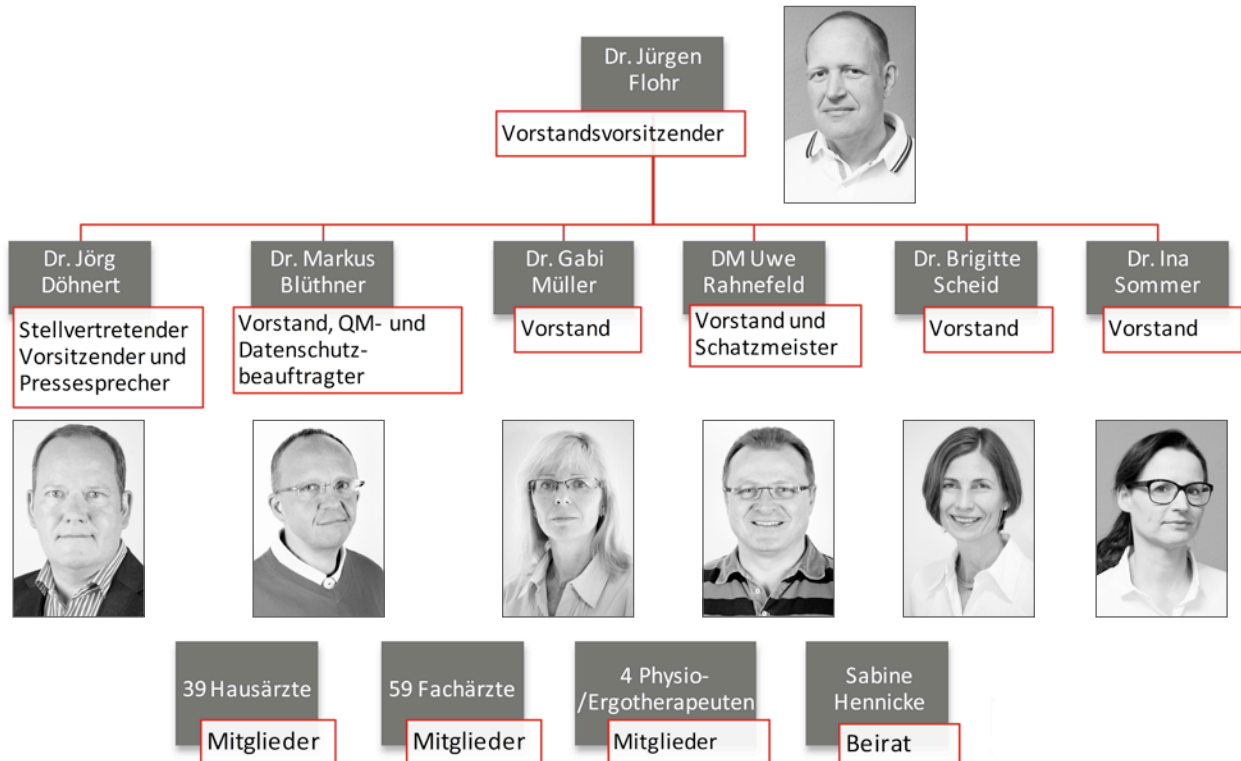 Dr. Jürgen
Flohr
Vorstandsvorsitzender
Dr. Jörg
Döhnert
Stellvertretender
Vorsitzender und
Pressesprecher
Dr. Markus
Blüthner
Vorstand, QM- und
Datenschutz-
beauftragter
Dr. Gabi
Müller
Vorstand
DM Uwe
Rahnefeld
Vorstand und
Schatzmeister
Dr. Brigitte
Scheid
Vorstand
Dr. Ina
Sommer
Vorstand
39 Hausärzte
Mitglieder
59 Fachärzte
Mitglieder
4 Physio-
/Ergotherapeuten
Mitglieder
Sabine
Hennicke
Beirat